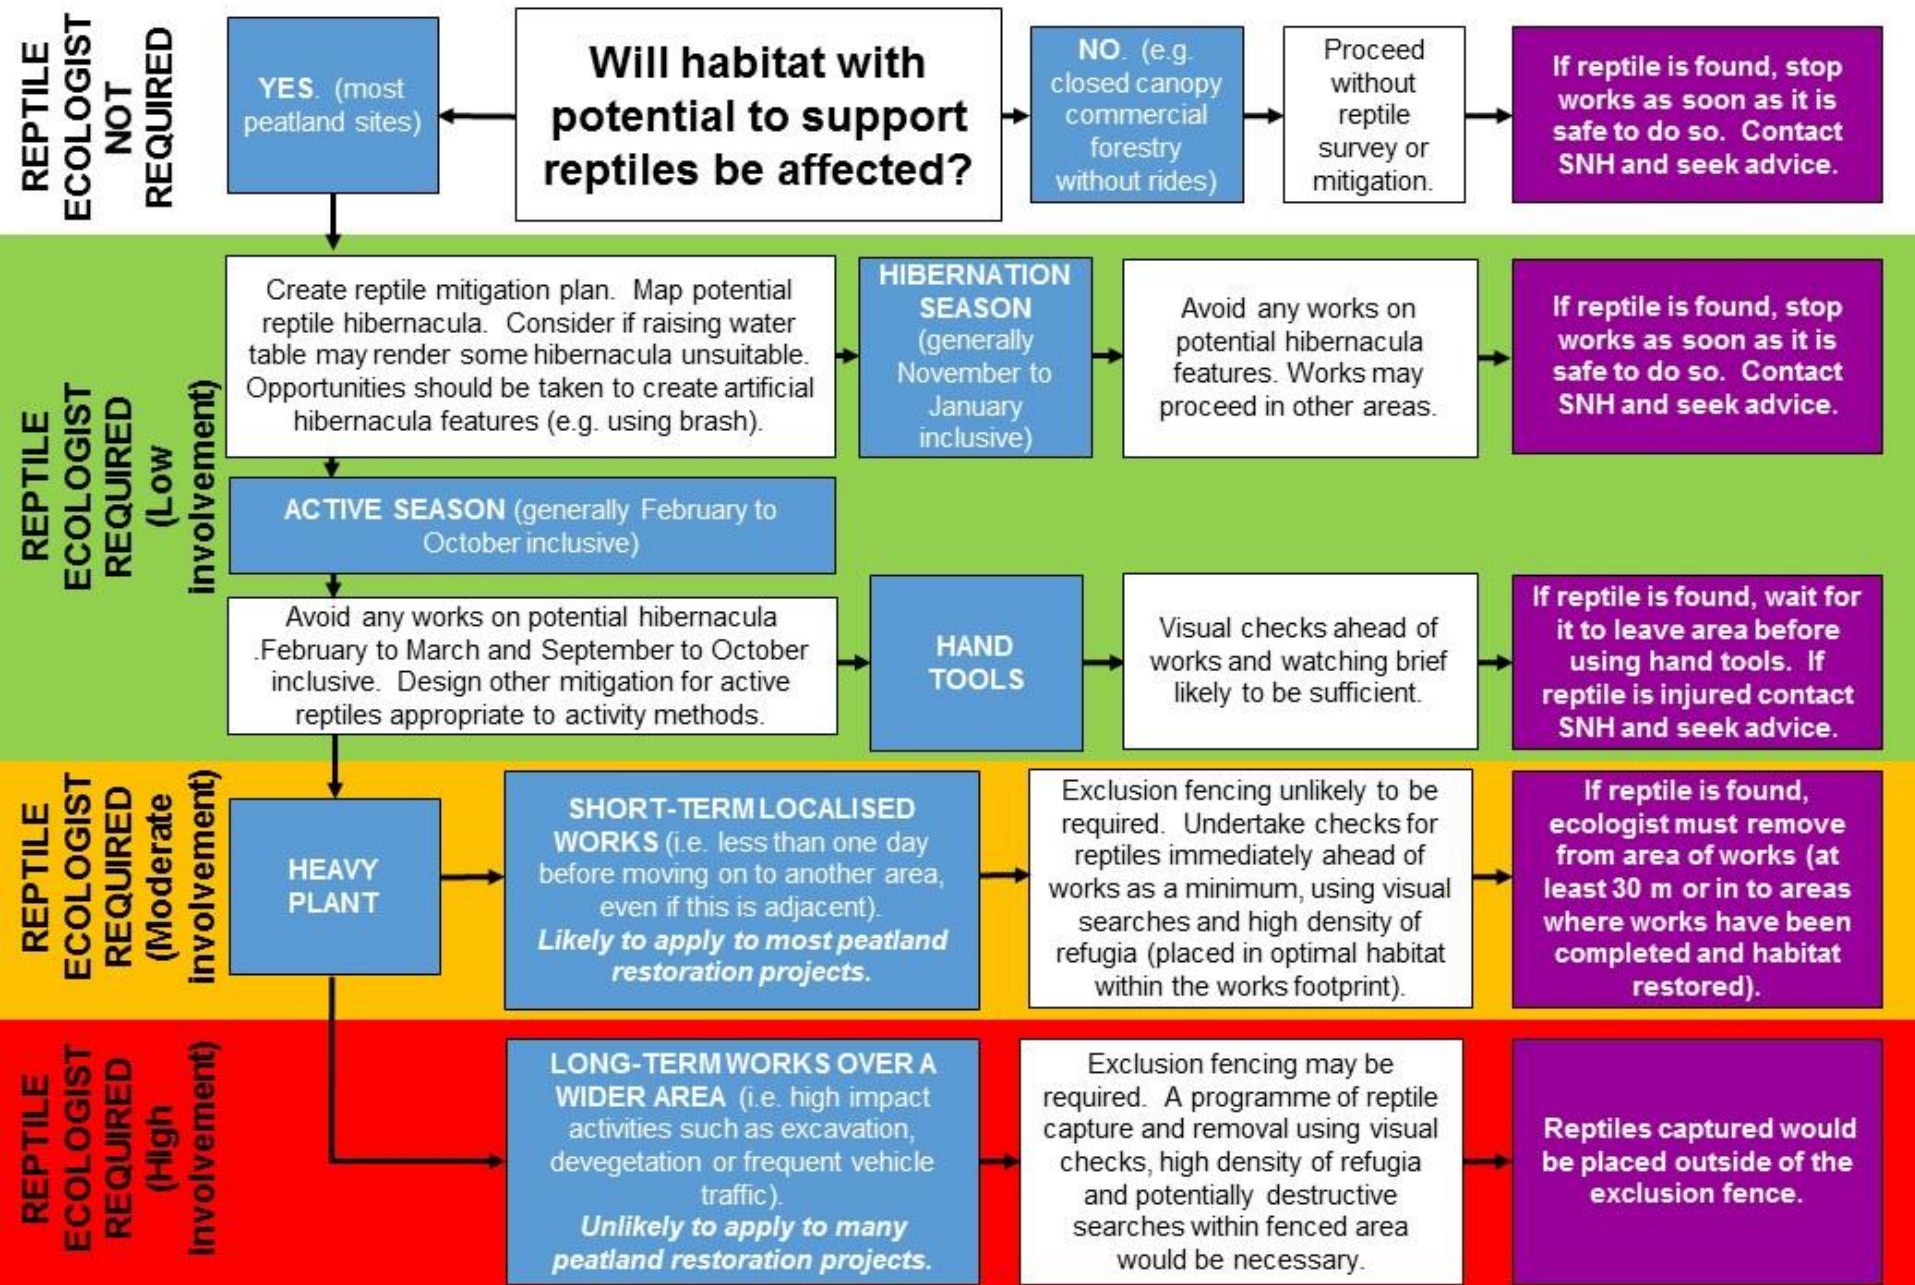 REPTILE
ECOLOGIST
NOT
REQUIRED
YES. (most
peatland sites)
Will habitat with
potential to support
reptiles be affected?
NO. (e.g.
closed canopy
commercial
forestry
without rides)
Proceed
without
reptile
survey or
mitigation.
If reptile is found, stop
works as soon as it is
safe to do so. Contact
SNH and seek advice.
REPTILE
ECOLOGIST
REQUIRED
(Low
involvement)
Create reptile mitigation plan. Map potential
reptile hibernacula. Consider if raising water
table may render some hibernacula unsuitable.
Opportunities should be taken to create artificial
hibernacula features (e.g. using brash).
HIBERNATION
SEASON
(generally
November to
January
inclusive)
Avoid any works on
potential hibernacula
features. Works may
proceed in other areas.
If reptile is found, stop
works as soon as it is
safe to do so. Contact
SNH and seek advice.
ACTIVE SEASON (generally February to
October inclusive)
Avoid any works on potential hibernacula
.February to March and September to October
inclusive. Design other mitigation for active
reptiles appropriate to activity methods.
HAND
TOOLS
Visual checks ahead of
works and watching brief
likely to be sufficient.
If reptile is found, wait for
it to leave area before
using hand tools. If
reptile is injured contact
SNH and seek advice.
REPTILE
ECOLOGIST
REQUIRED
(Moderate
involvement)
HEAVY
PLANT
SHORT-TERM LOCALISED
WORKS (i.e. less than one day
before moving on to another area,
even if this is adjacent).
Likely to apply to most peatland
restoration projects.
Exclusion fencing unlikely to be
required. Undertake checks for
reptiles immediately ahead of
works as a minimum, using visual
searches and high density of
refugia (placed in optimal habitat
within the works footprint).
If reptile is found,
ecologist must remove
from area of works (at
least 30 m or in to areas
where works have been
completed and habitat
restored).
REPTILE
ECOLOGIST
REQUIRED
(High
involvement)
LONG-TERM WORKS OVER A
WIDER AREA (i.e. high impact
activities such as excavation,
devegetation or frequent vehicle
traffic).
Unlikely to apply to many
peatland restoration projects.
Exclusion fencing may be
required. A programme of reptile
capture and removal using visual
checks, high density of refugia
and potentially destructive
searches within fenced area
would be necessary.
Reptiles captured would
be placed outside of the
exclusion fence.